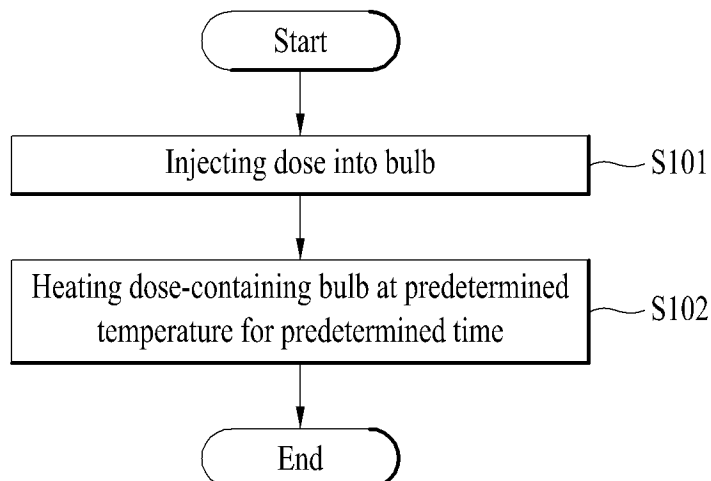 Start
Injecting dose into bulb
S101
Heating dose-containing bulb at predetermined
temperature for predetermined time
S102
End